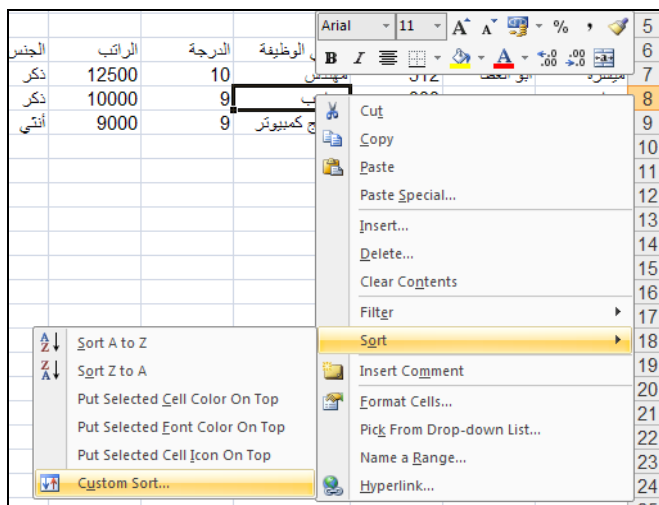 Arial 11 A A % , 5
الوظيفة الدرجة الراتب الجنس 6
B I A .00 .0 7
10 12500 ذكر
9 10000 ذكر 8
كمبيوتر 9 9000 أنثي 9
10
11
12
13
14
15
16
17
18
19
20
21
22
23
24
Cut
Copy
Paste
Paste Special...
Insert...
Delete...
Clear Contents
Filter
Sort
Insert Comment
Format Cells...
Pick From Drop-down List...
Name a Range...
Hyperlink...
Sort A to Z
Sort Z to A
Put Selected Cell Color On Top
Put Selected Font Color On Top
Put Selected Cell Icon On Top
Custom Sort...